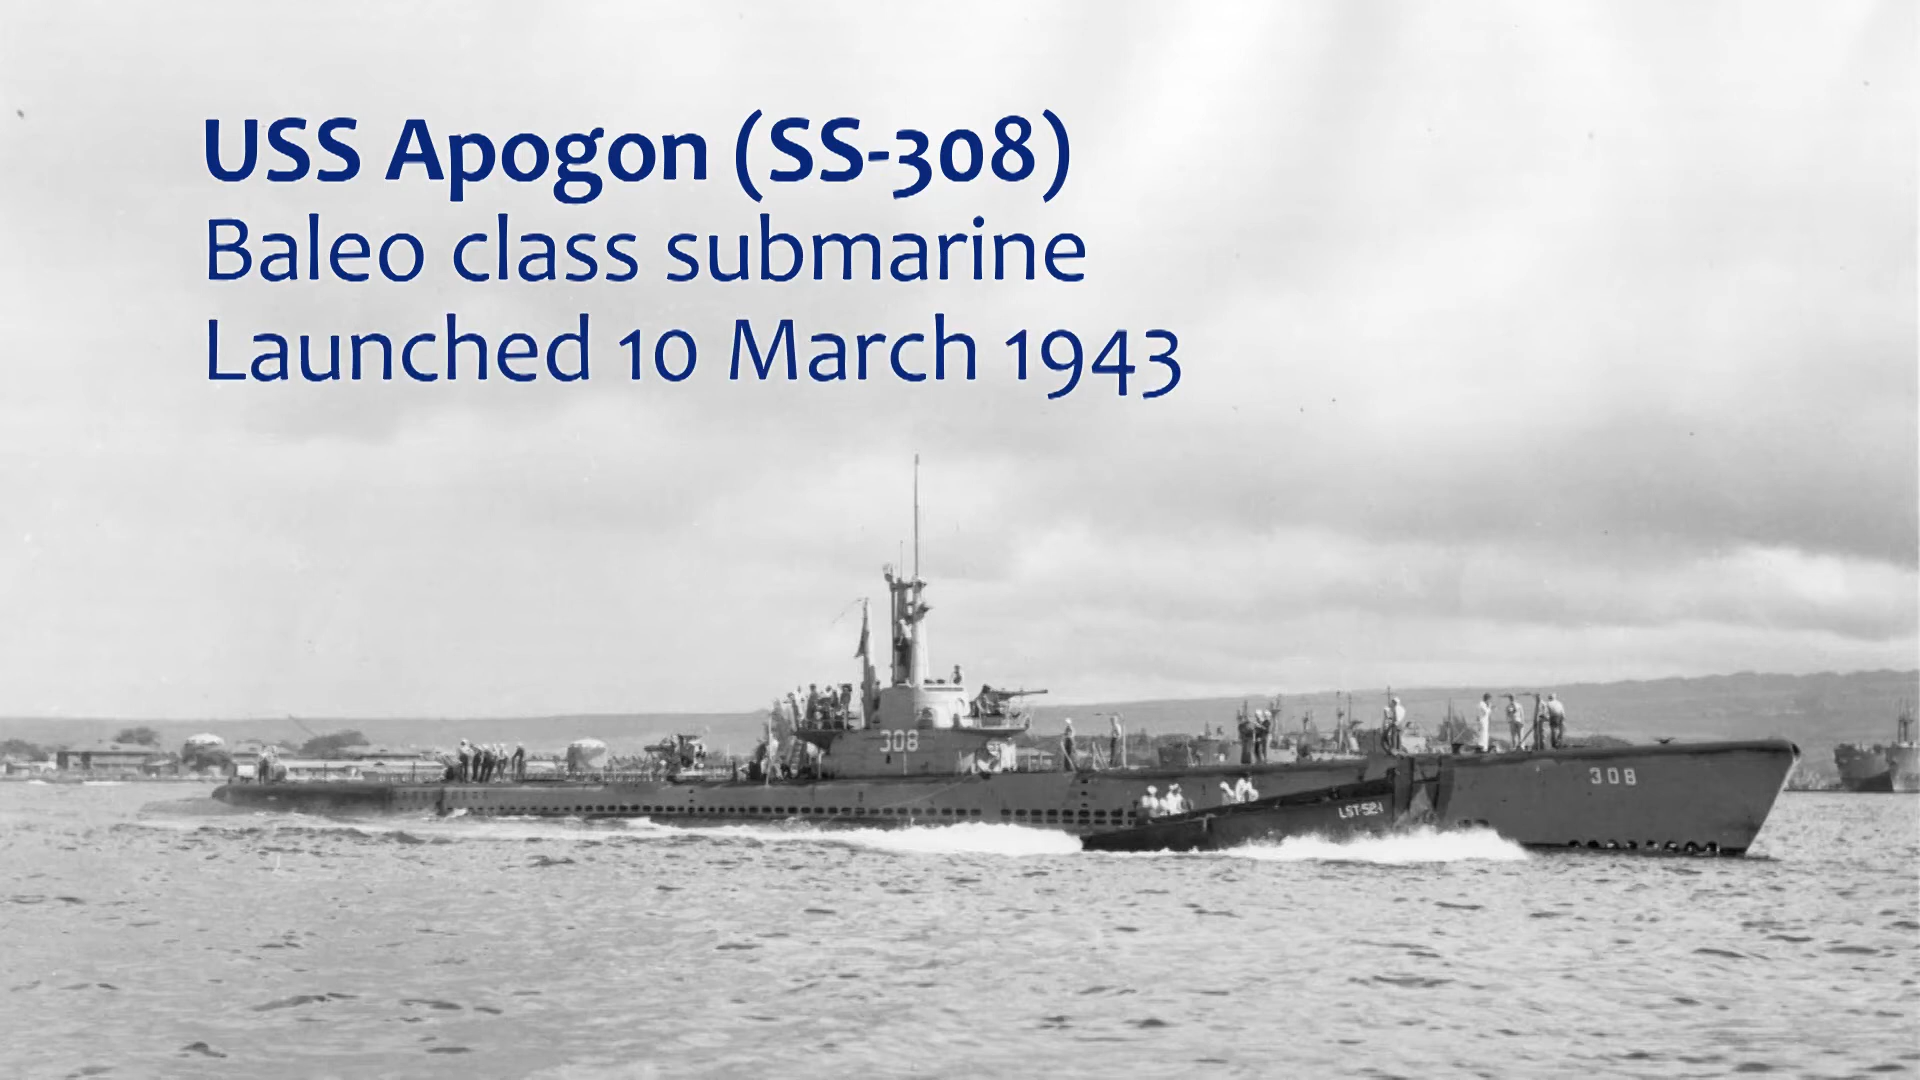 USS Apogon (SS-308)
Baleo class submarine
Launched 10 March 1943
308
308
LST-521